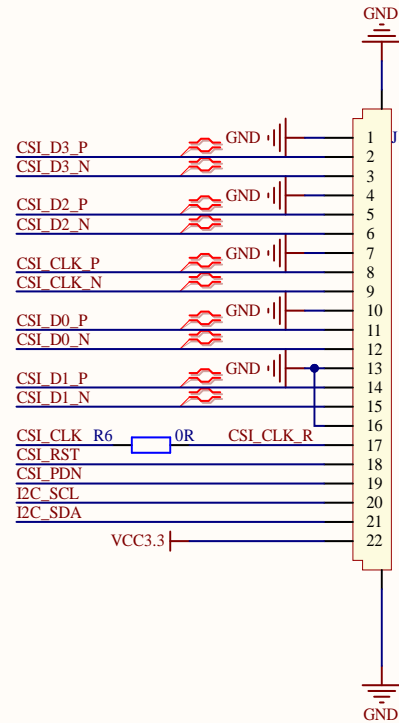 GND
GND 1 J
CSI_D3_P 2
CSI_D3_N 3
GND 4
CSI_D2_P 5
CSI_D2_N 6
GND 7
CSI_CLK_P 8
CSI_CLK_N 9
GND 10
CSI_D0_P 11
CSI_D0_N 12
GND 13
CSI_D1_P 14
CSI_D1_N 15
16
CSI_CLK R6 0R CSI_CLK_R 17
CSI_RST 18
CSI_PDN 19
I2C_SCL 20
I2C_SDA 21
VCC3.3 22
GND